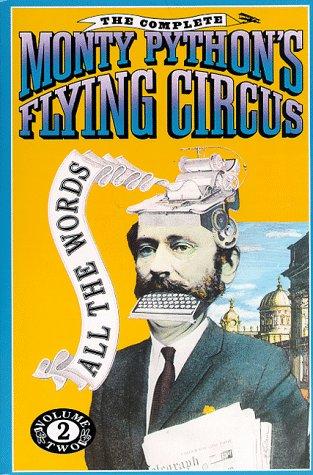 THE COMPLETE
MONTY PYTHON'S
FLYING CIRCUS
ALL THE WORDS
VOLUME
2
TWO